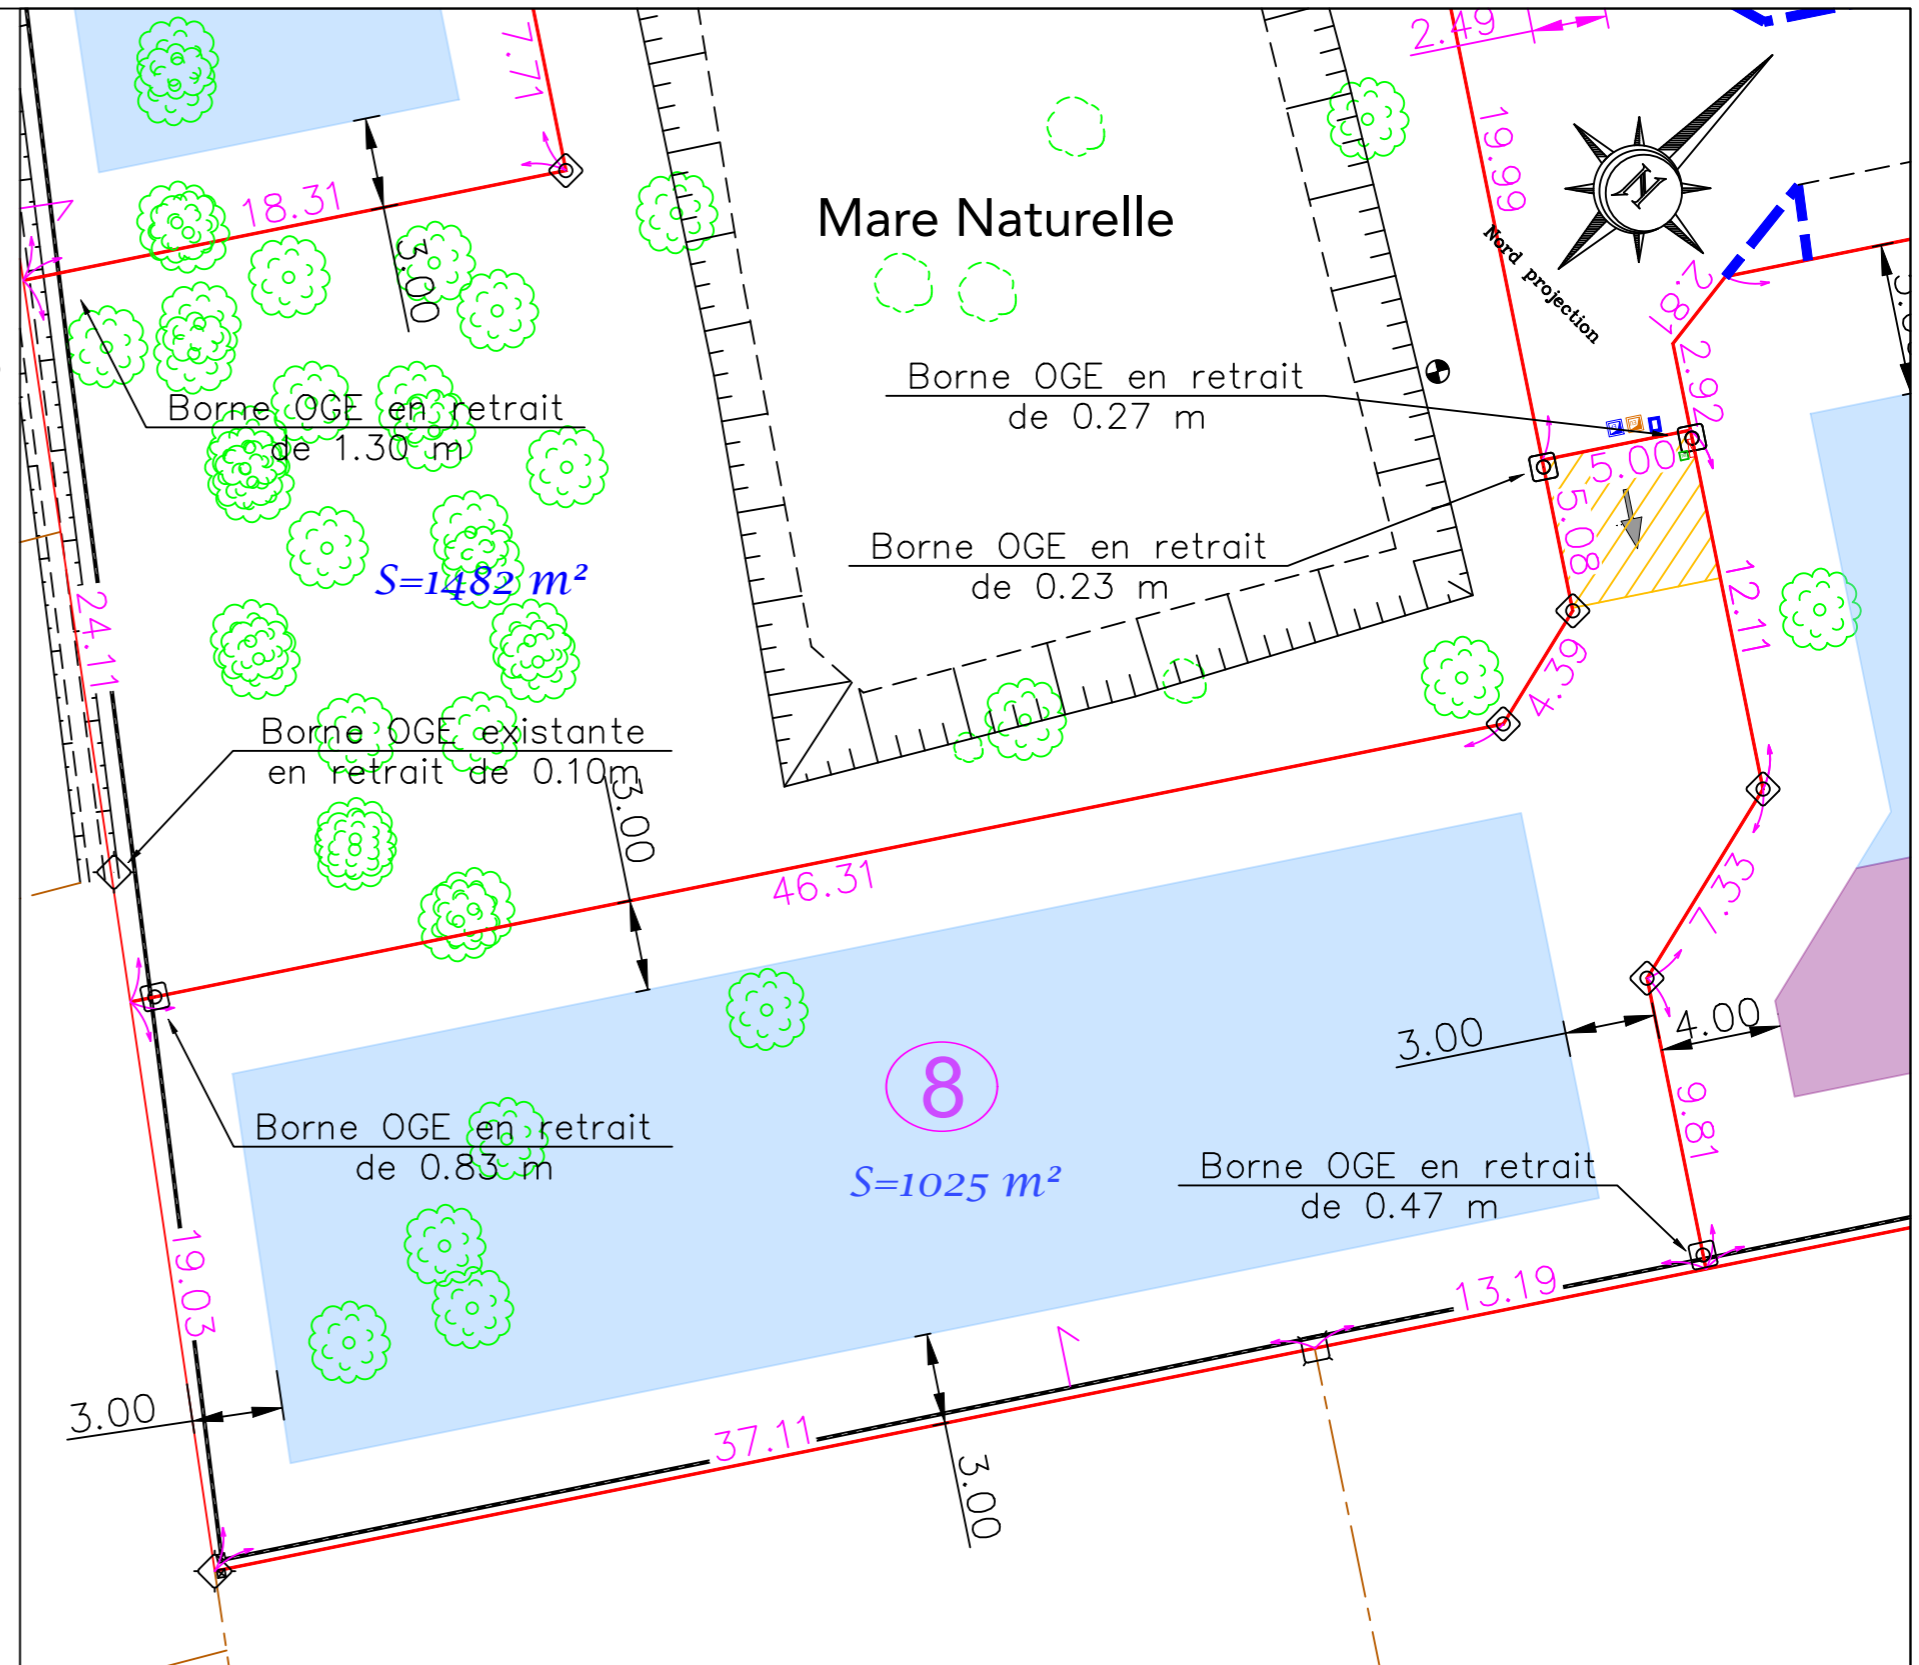 2.49
7.71
19.99
18.31
Mare Naturelle
N
Nord projection
3.00
2.81
2.92
Borne OGE en retrait
de 0.27 m
Borne OGE en retrait
de 1.30 m
5.00
5.08
Borne OGE en retrait
de 0.23 m
S=1482 m²
24.11
12.11
4.39
Borne OGE existante
en retrait de 0.10m
3.00
46.31
7.33
3.00
4.00
8
9.81
Borne OGE en retrait
de 0.83 m
S=1025 m²
Borne OGE en retrait
de 0.47 m
19.03
13.19
3.00
37.11
3.00